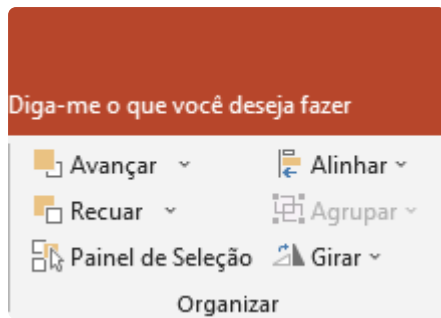 Diga-me o que você deseja fazer
Avançar Alinhar
Recuar Agrupar
Painel de Seleção Girar
Organizar